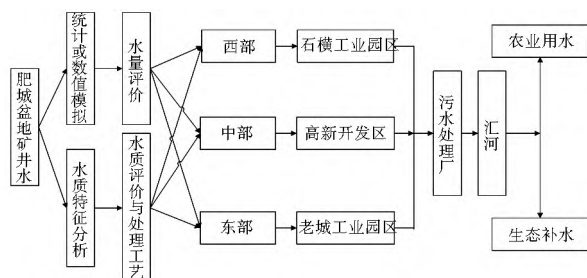 肥城盆地矿井水
统计或数值模拟
水质特征分析
水量评价
水质评价与处理工艺
西部
中部
东部
石横工业园区
高新开发区
老城工业园区
污水处理厂
汇河
农业用水
生态补水